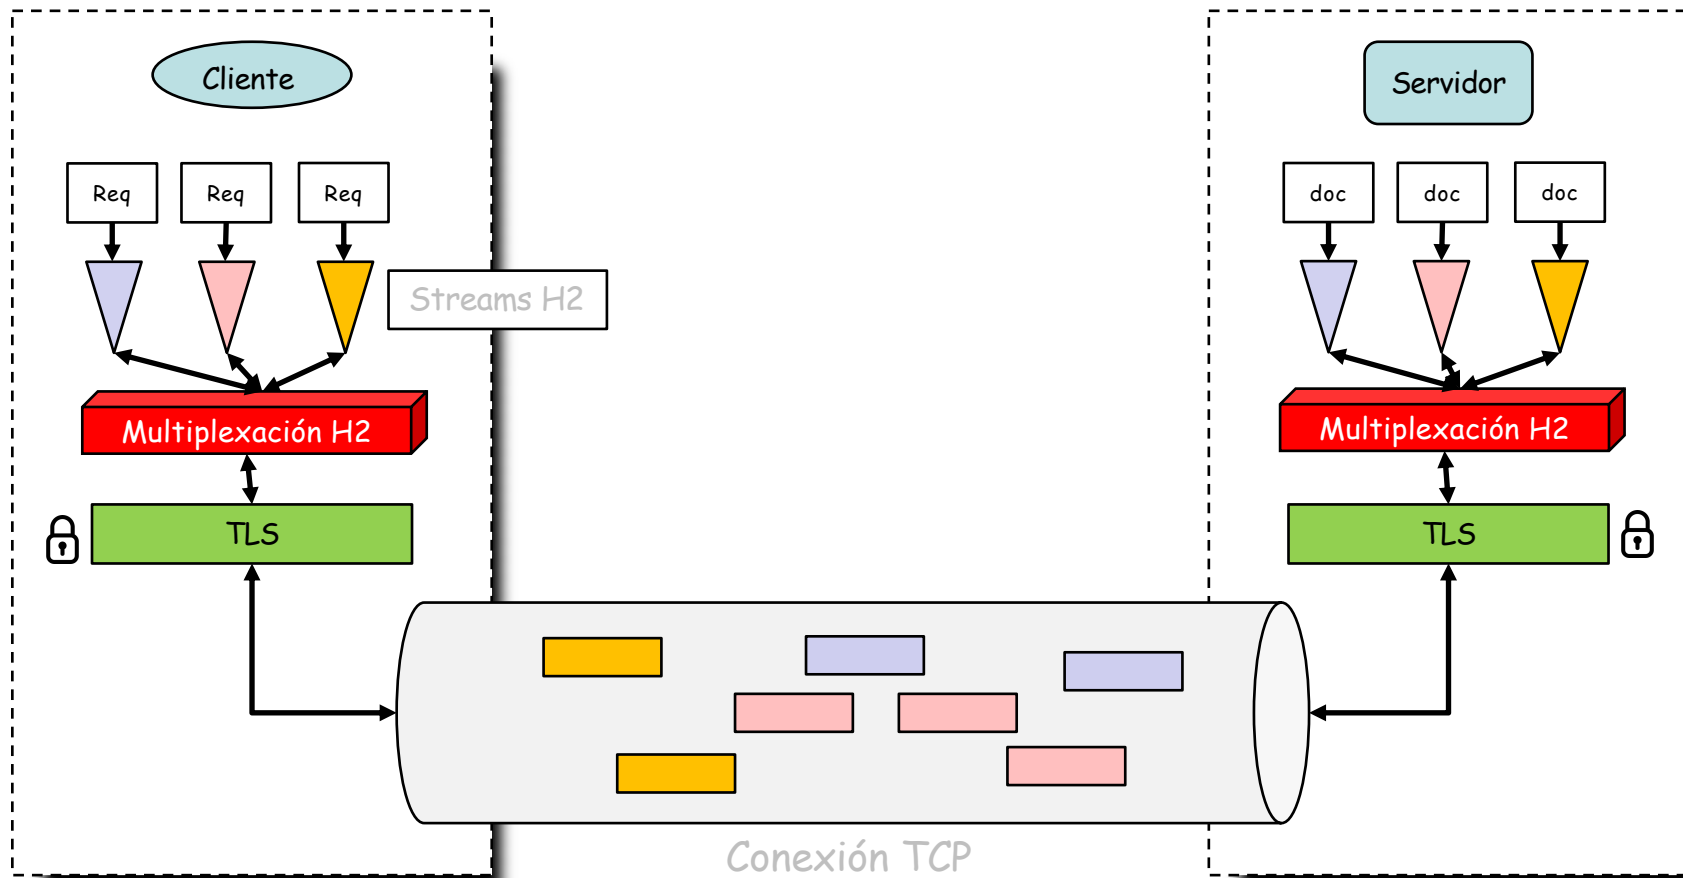 Cliente
Servidor
Req Req Req
doc doc doc
Streams H2
Multiplexación H2
Multiplexación H2
TLS
TLS
Conexión TCP